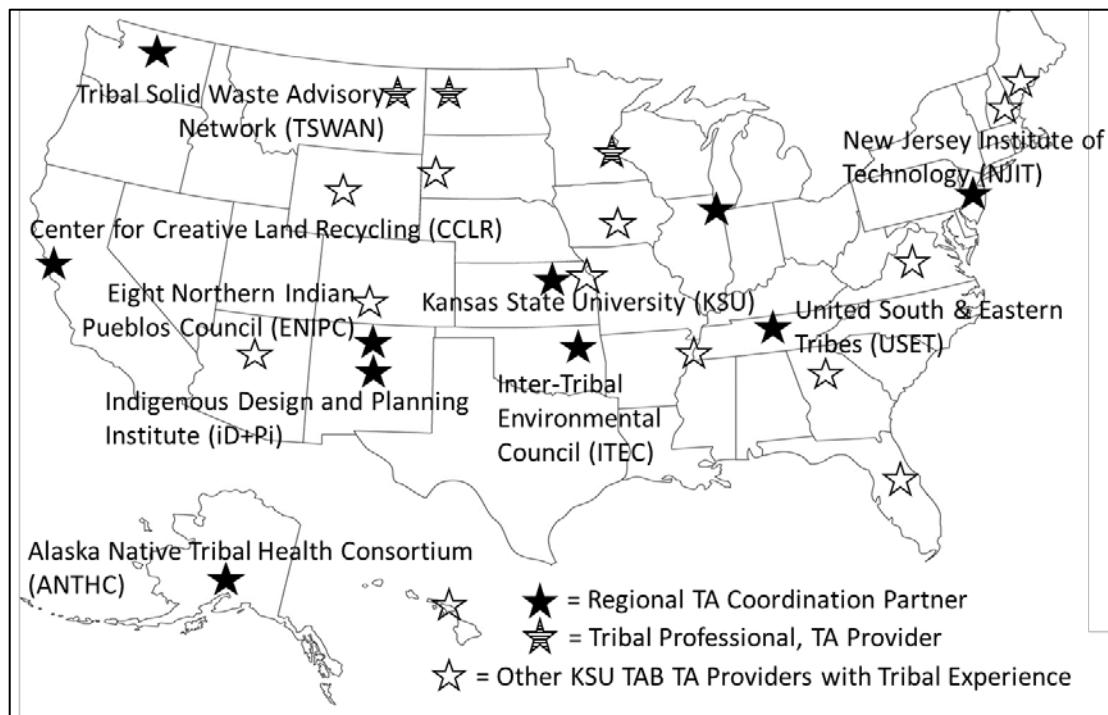 Tribal Solid Waste Advisory
Network (TSWAN)
New Jersey Institute of
Technology (NJIT)
Center for Creative Land Recycling (CCLR)
Eight Northern Indian
Pueblos Council (ENIPC)
Kansas State University (KSU)
United South & Eastern
Tribes (USET)
Indigenous Design and Planning
Institute (iD+Pi)
Inter-Tribal
Environmental
Council (ITEC)
Alaska Native Tribal Health Consortium
(ANTHC)
= Regional TA Coordination Partner
= Tribal Professional, TA Provider
= Other KSU TAB TA Providers with Tribal Experience